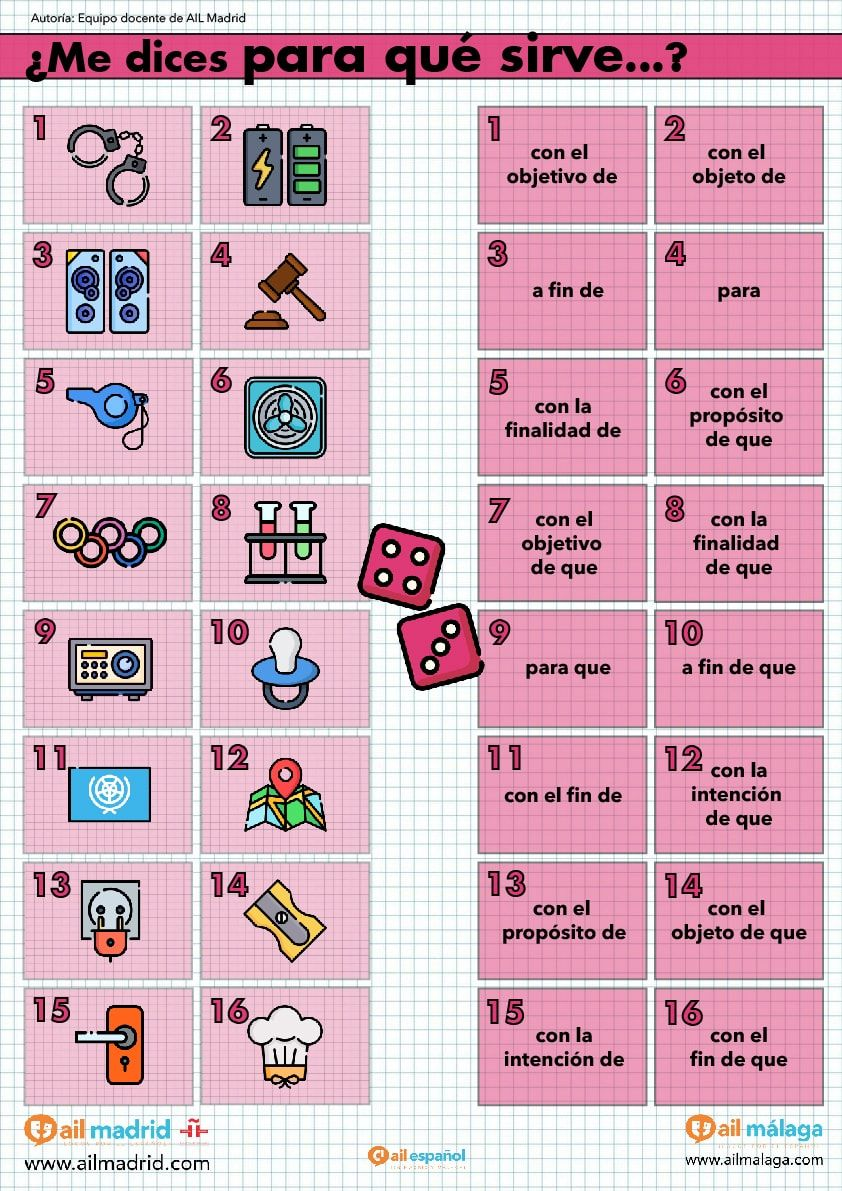 Autoría: Equipo docente de AIL Madrid
¿Me dices para qué sirve...?
1
2
3
4
5
6
7
8
9
10
11
12
13
14
15
16
1
con el
objetivo de
2
con el
objeto de
3
a fin de
4
para
5
con la
finalidad de
6
con el
propósito
de que
7
con el
objetivo
de que
8
con la
finalidad
de que
9
para que
10
a fin de que
11
con el fin de
12
con la
intención
de que
13
con el
propósito de
14
con el
objeto de que
15
con la
intención de
16
con el
fin de que
ail madrid
www.ailmadrid.com
ail español
ail málaga
www.ailmalaga.com